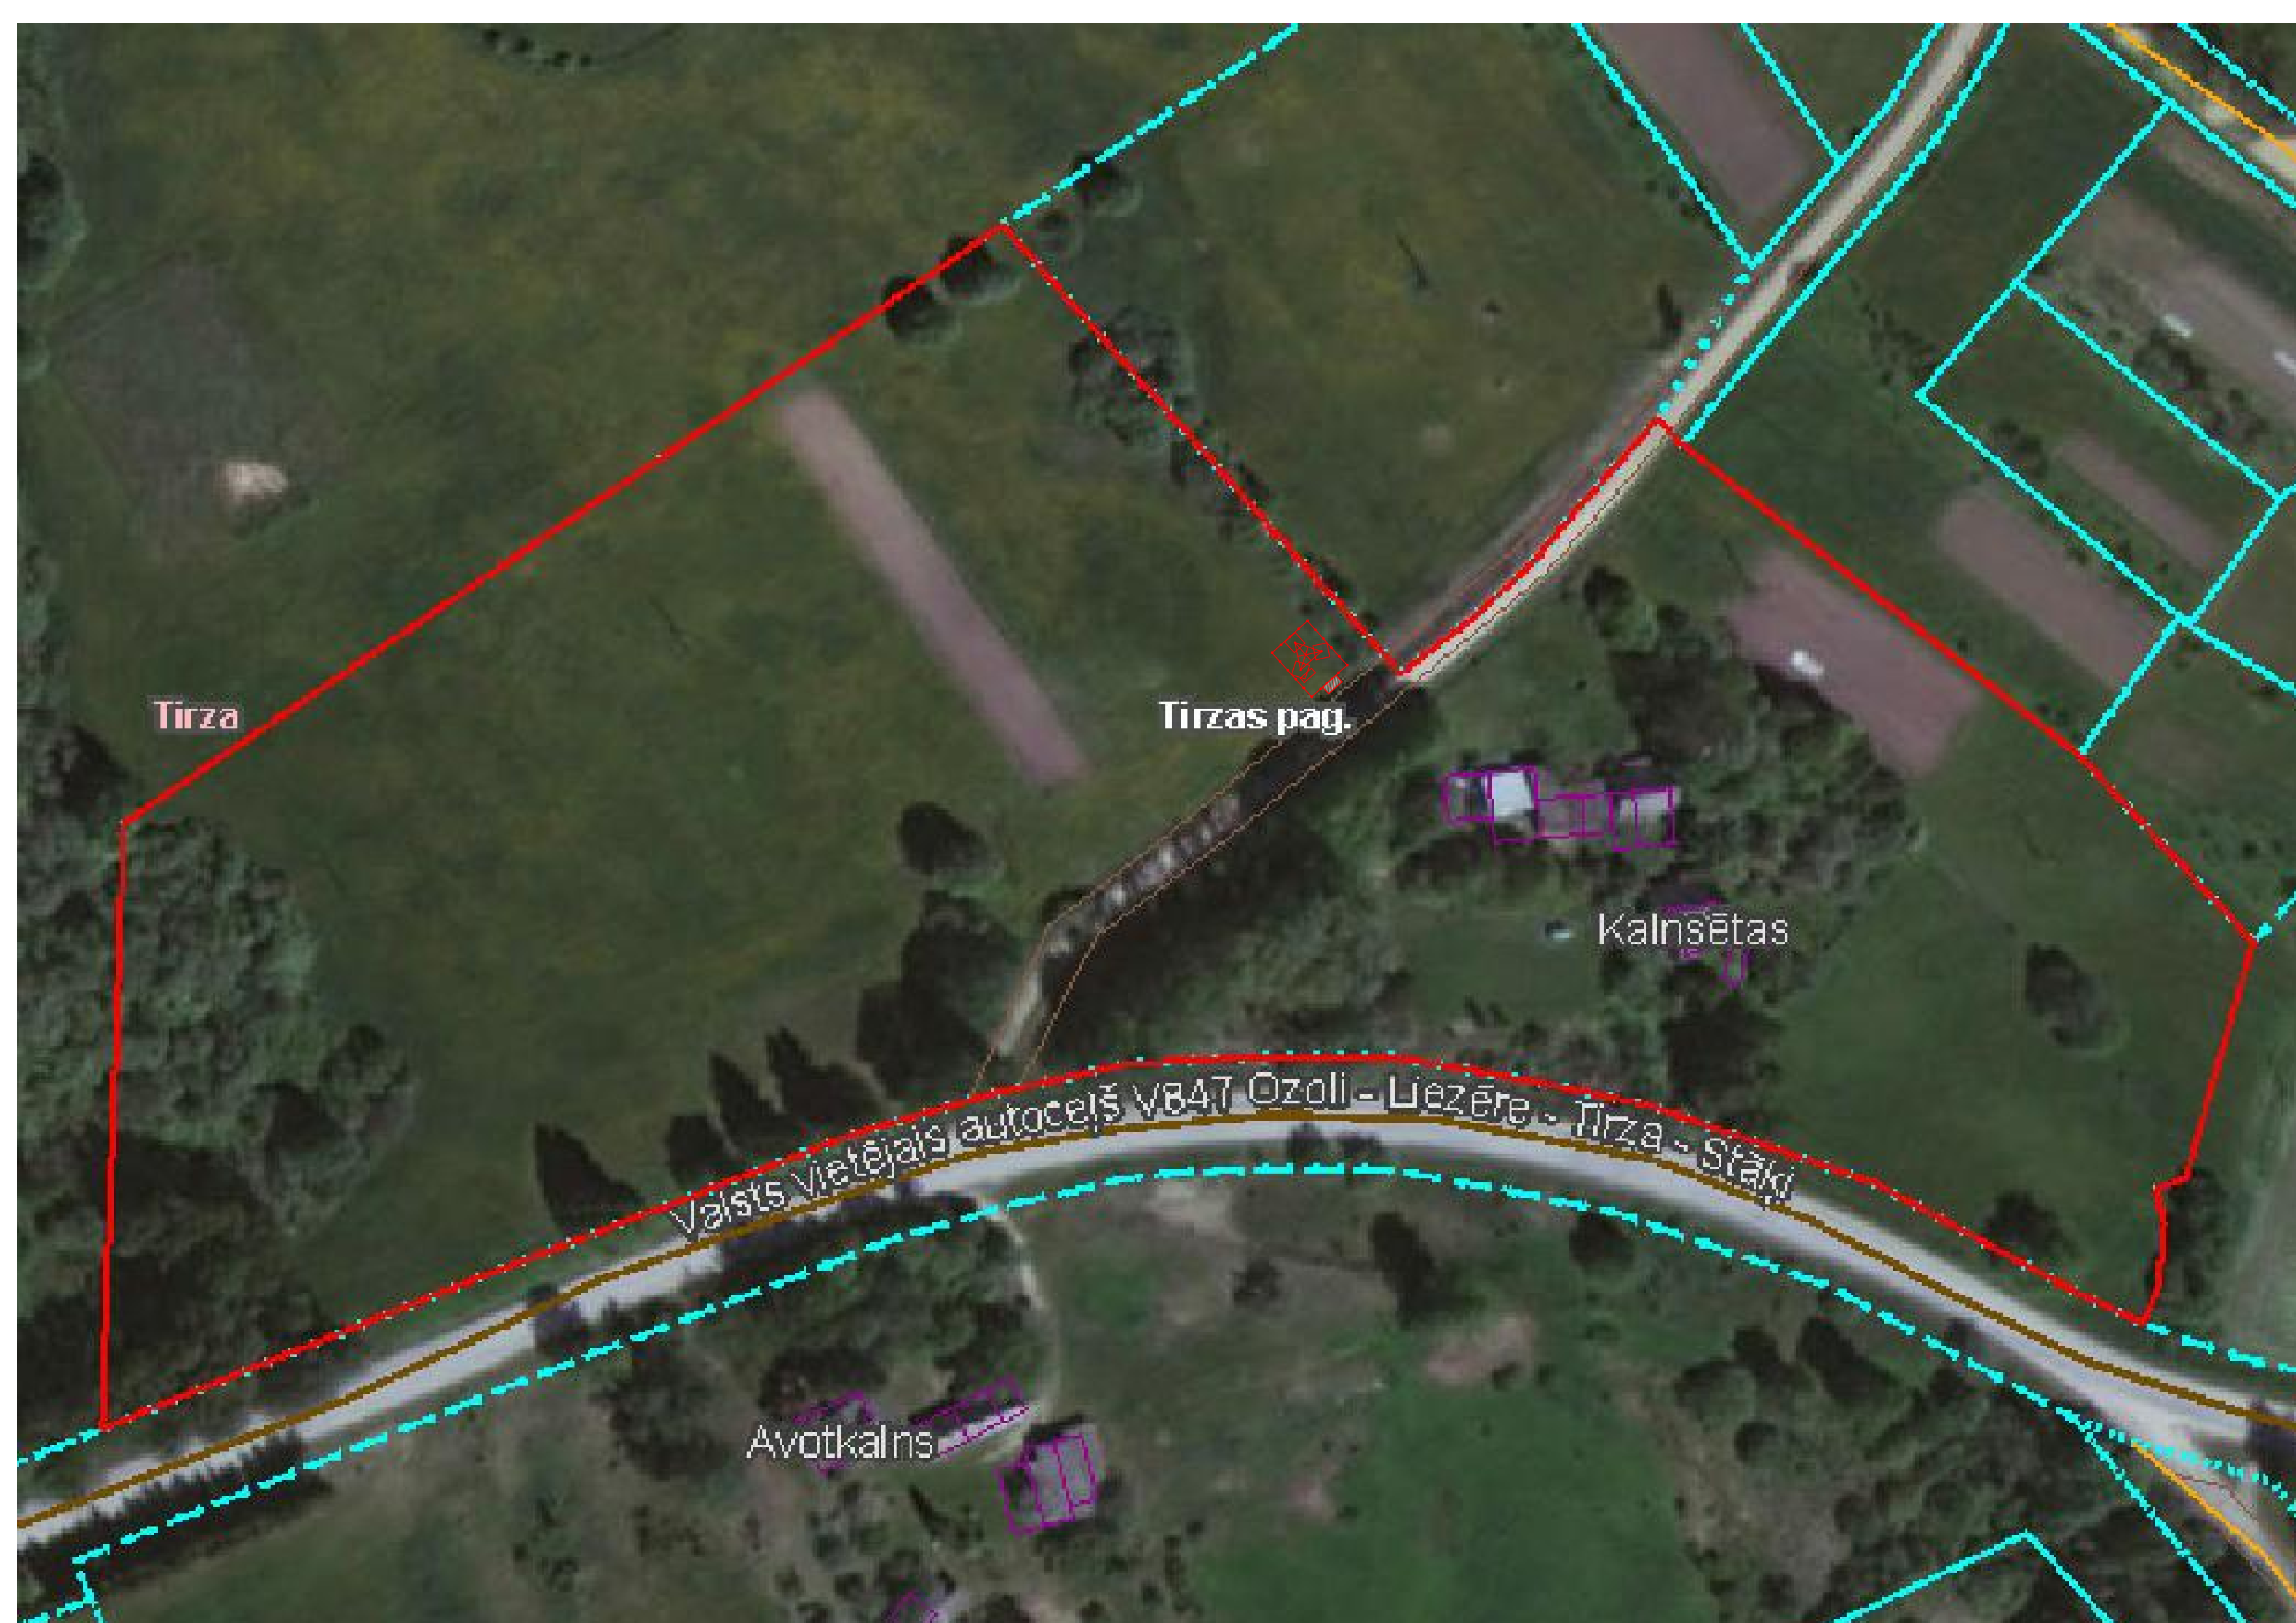 Tirza
Tirzas pag.
Kalnsētas
Valsts vietējais autoceļš V847 Ozoli - Liezēre - Tirza - Stāķi
Avotkalns